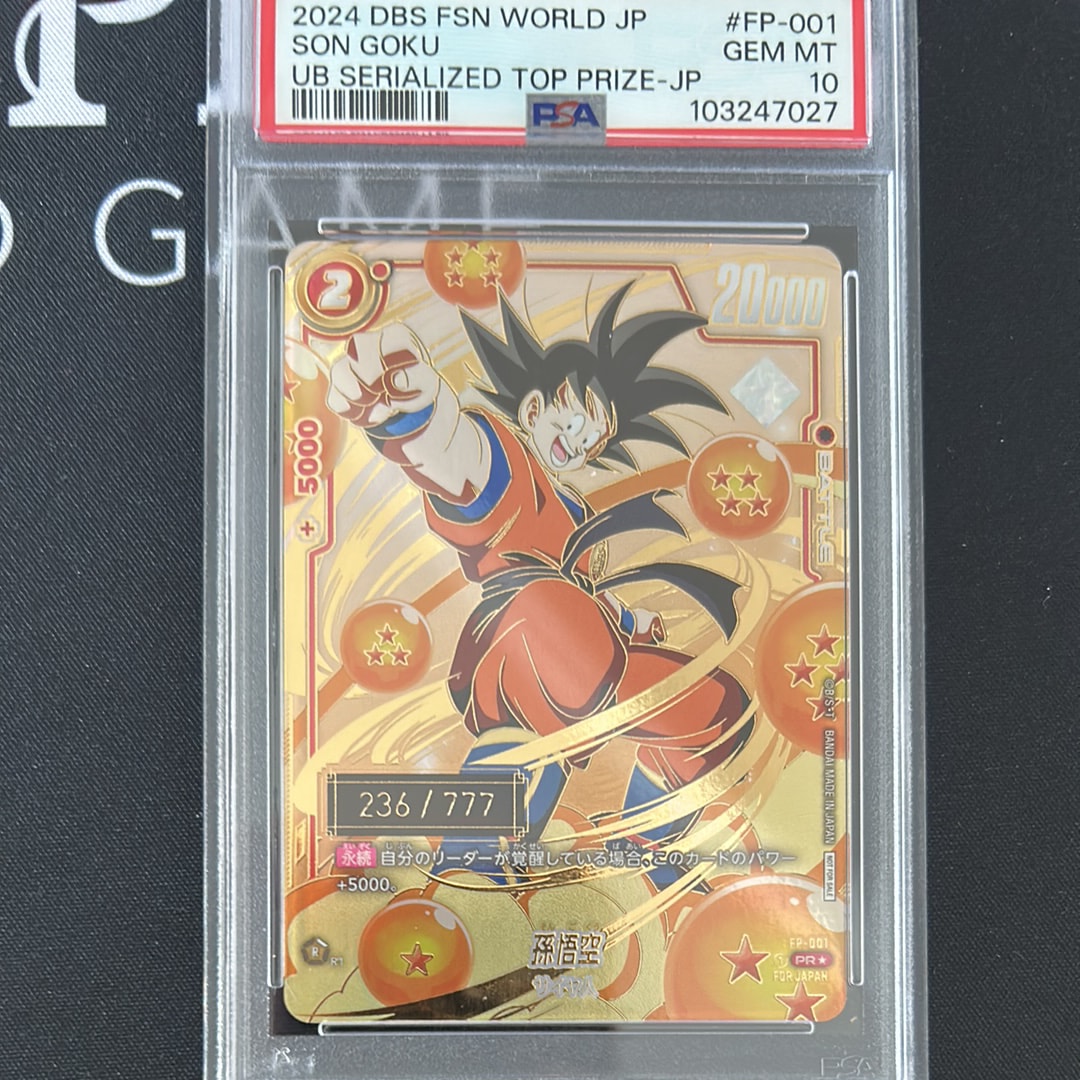 2024 DBS FSN WORLD JP #FP-001
SON GOKU GEM MT
UB SERIALIZED TOP PRIZE-JP 10
PSA 103247027
G AME
2
20000
+ 5000
BATTLE
©B/S・T BANDAI MADE IN JAPAN NOT FOR SALE
236 / 777
永続 自分のリーダーが覚醒している場合、このカードのパワー
+5000。
孫悟空
サイヤ人
R R1
FP-001
PR★
FOR JAPAN
PSA